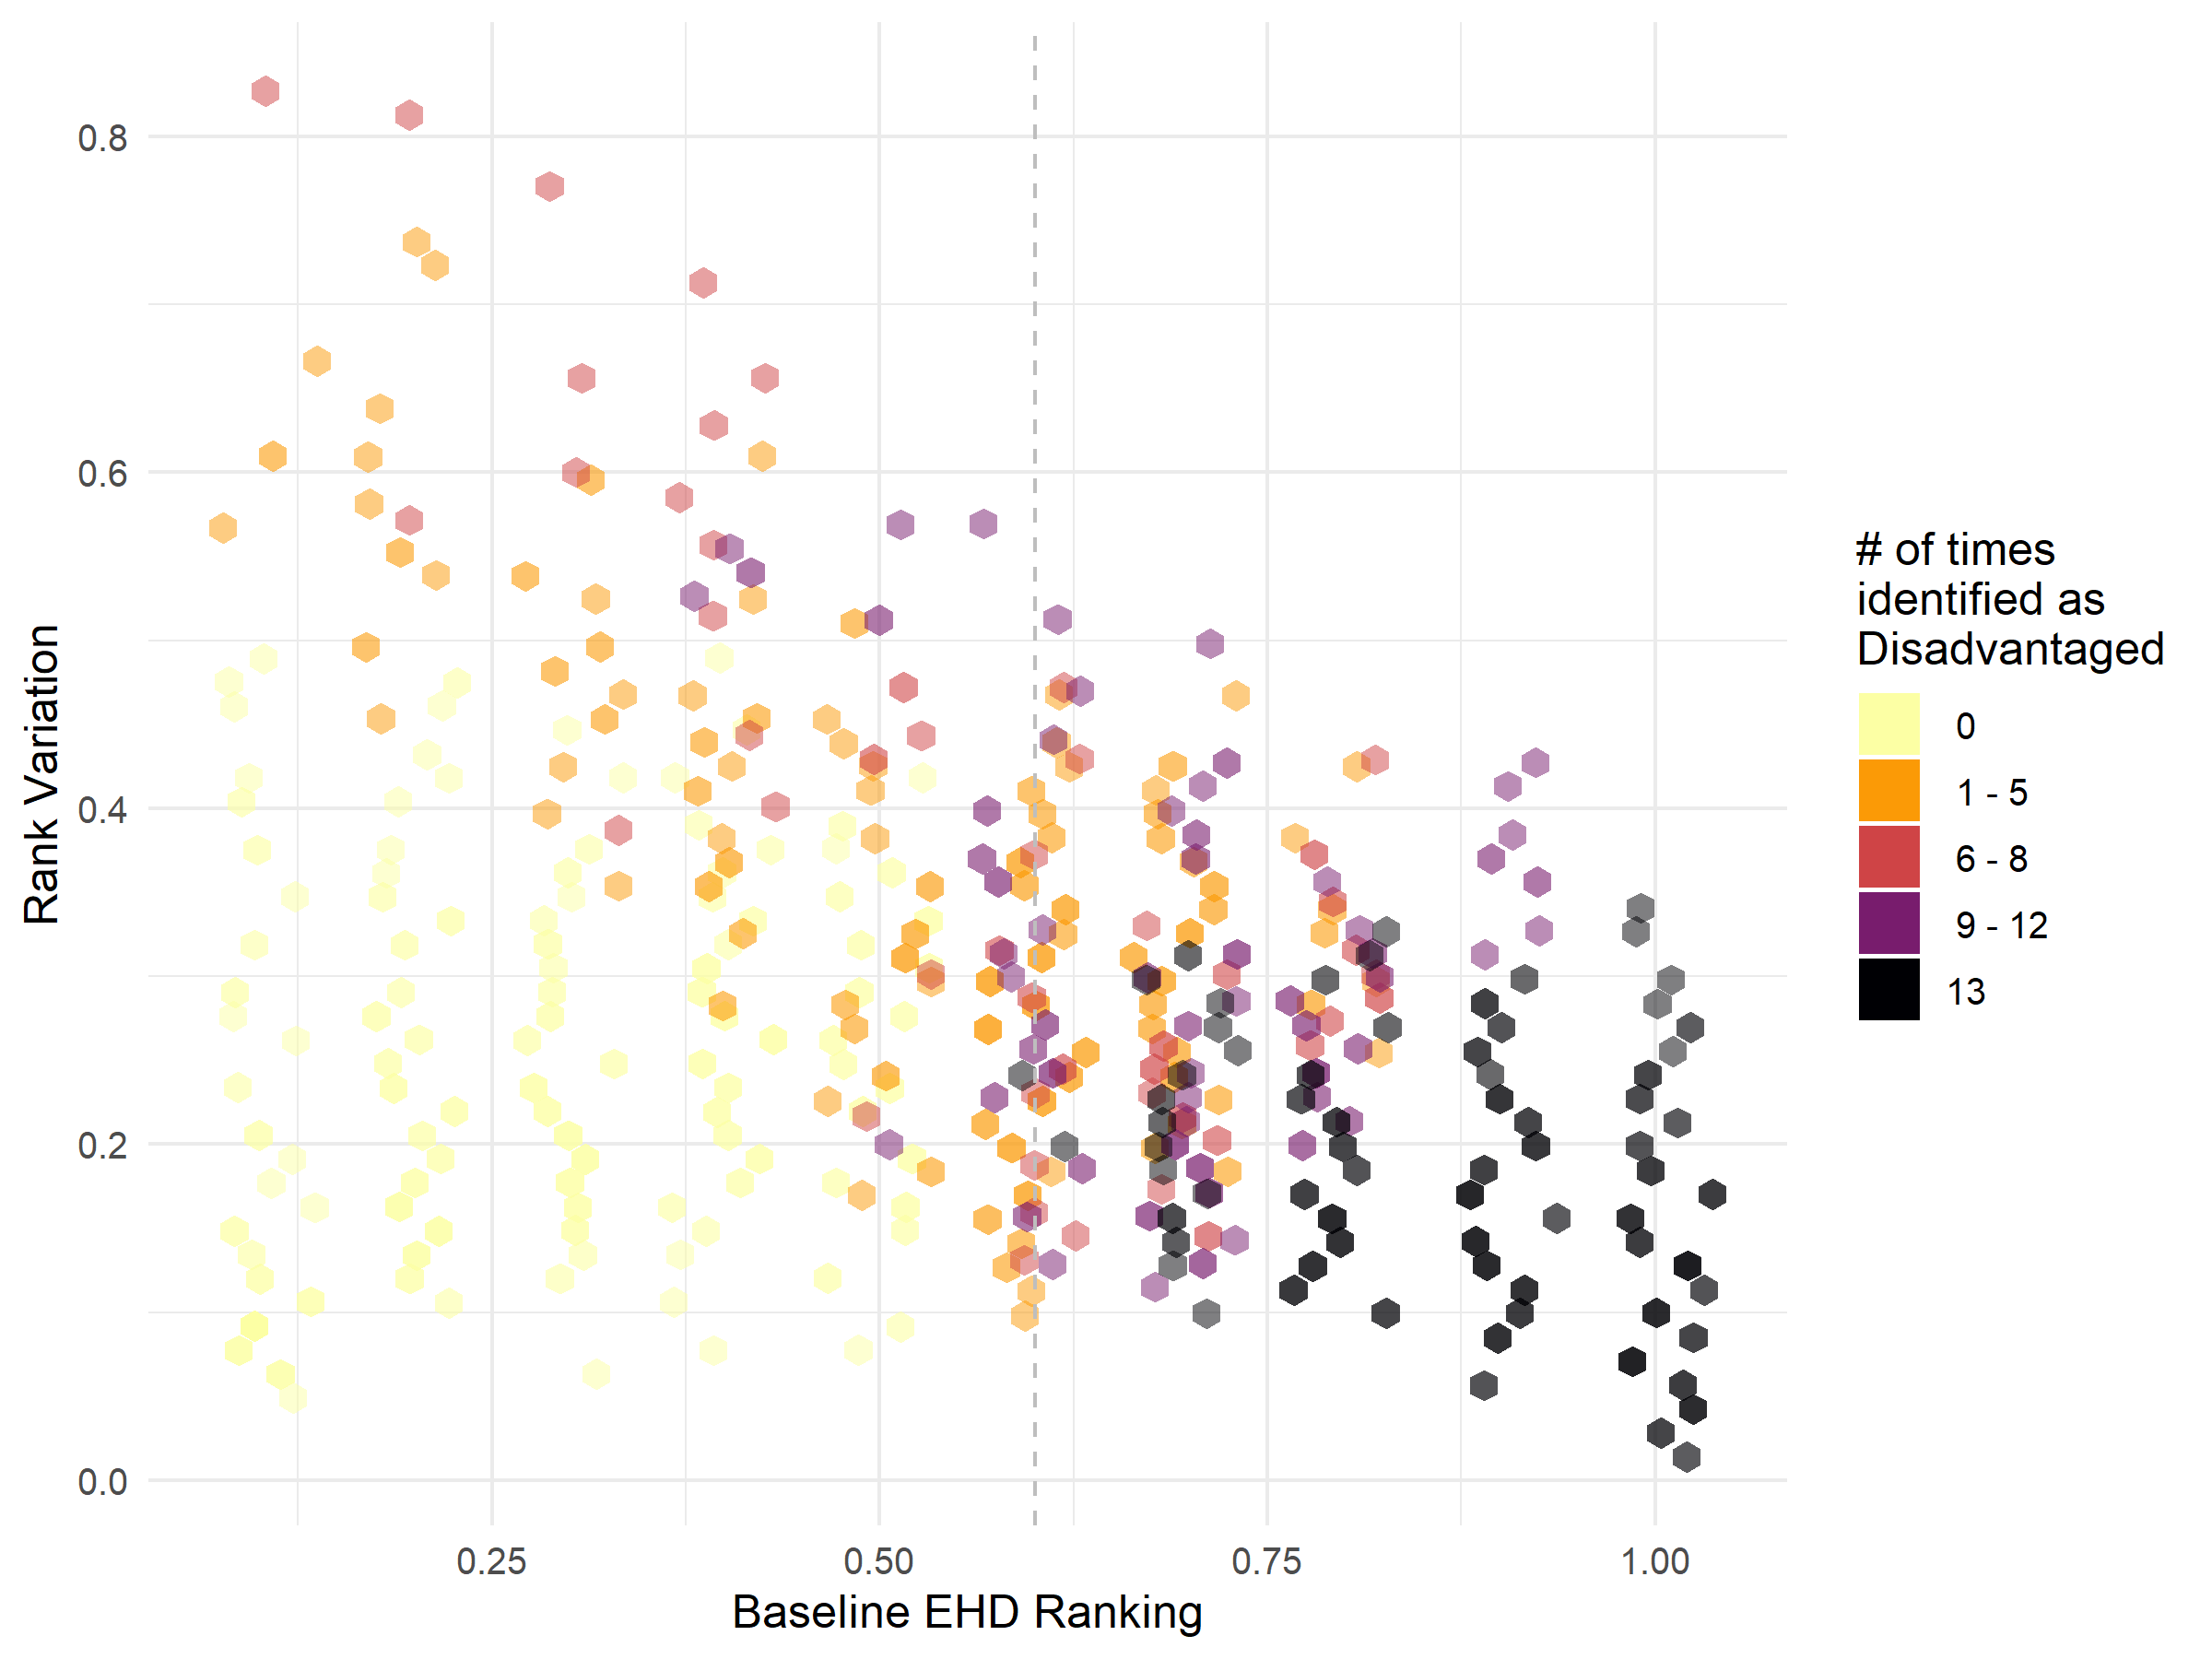 0.8
0.6
0.4
0.2
0.0
Rank Variation
0.25 0.50 0.75 1.00
Baseline EHD Ranking
# of times
identified as
Disadvantaged
0
1 - 5
6 - 8
9 - 12
13